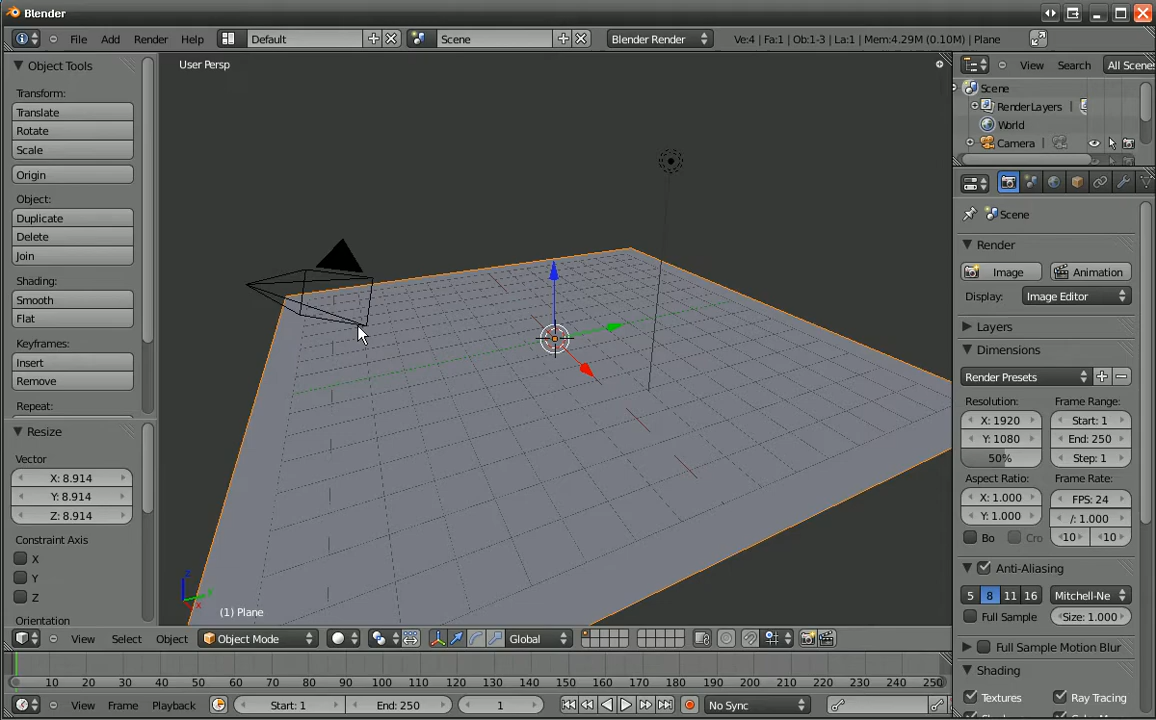 Blender
File Add Render Help Default Scene Blender Render Ve:4 | Fa:1 | Ob:1-3 | La:1 | Mem:4.29M (0.10M) | Plane
Object Tools
Transform:
Translate
Rotate
Scale
Origin
Object:
Duplicate
Delete
Join
Shading:
Smooth
Flat
Keyframes:
Insert
Remove
Repeat:
Resize
Vector
X: 8.914
Y: 8.914
Z: 8.914
Constraint Axis
X
Y
Z
Orientation
User Persp
(1) Plane
View Select Object Object Mode Global
View Search All Scene
Scene
RenderLayers
World
Camera
Scene
Render
Image Animation
Display: Image Editor
Layers
Dimensions
Render Presets
Resolution: Frame Range:
X: 1920 Start: 1
Y: 1080 End: 250
50% Step: 1
Aspect Ratio: Frame Rate:
X: 1.000 FPS: 24
Y: 1.000 /: 1.000
Bo Cro 10 10
Anti-Aliasing
5 8 11 16 Mitchell-Ne
Full Sample Size: 1.000
Full Sample Motion Blur
Shading
Textures Ray Tracing
0 10 20 30 40 50 60 70 80 90 100 110 120 130 140 150 160 170 180 190 200 210 220 230 240 250
View Frame Playback Start: 1 End: 250 1 No Sync